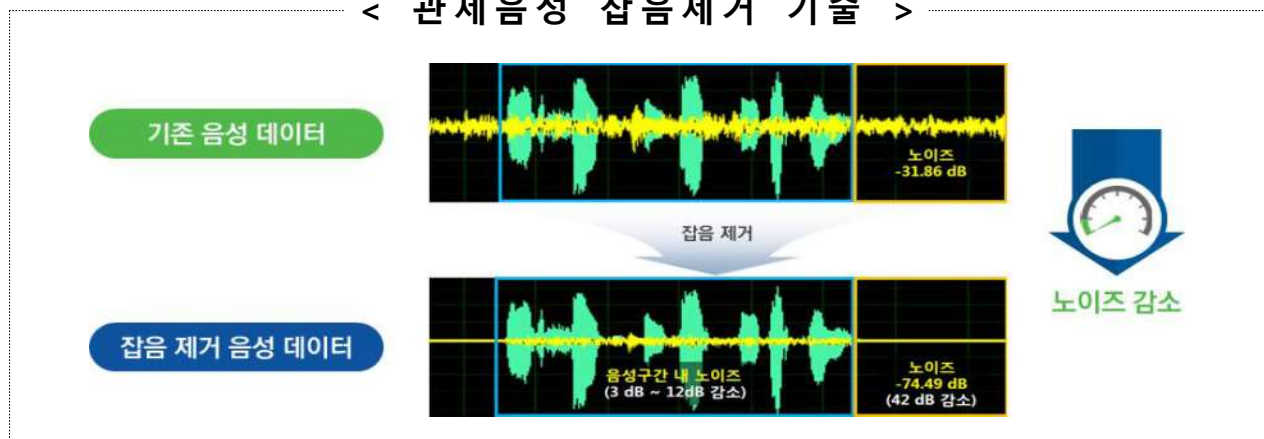 < 관제음성 잡음제거 기술 >
기존 음성 데이터
노이즈
-31.86 dB
잡음 제거
노이즈 감소
잡음 제거 음성 데이터
음성구간 내 노이즈
(3 dB ~ 12dB 감소)
노이즈
-74.49 dB
(42 dB 감소)